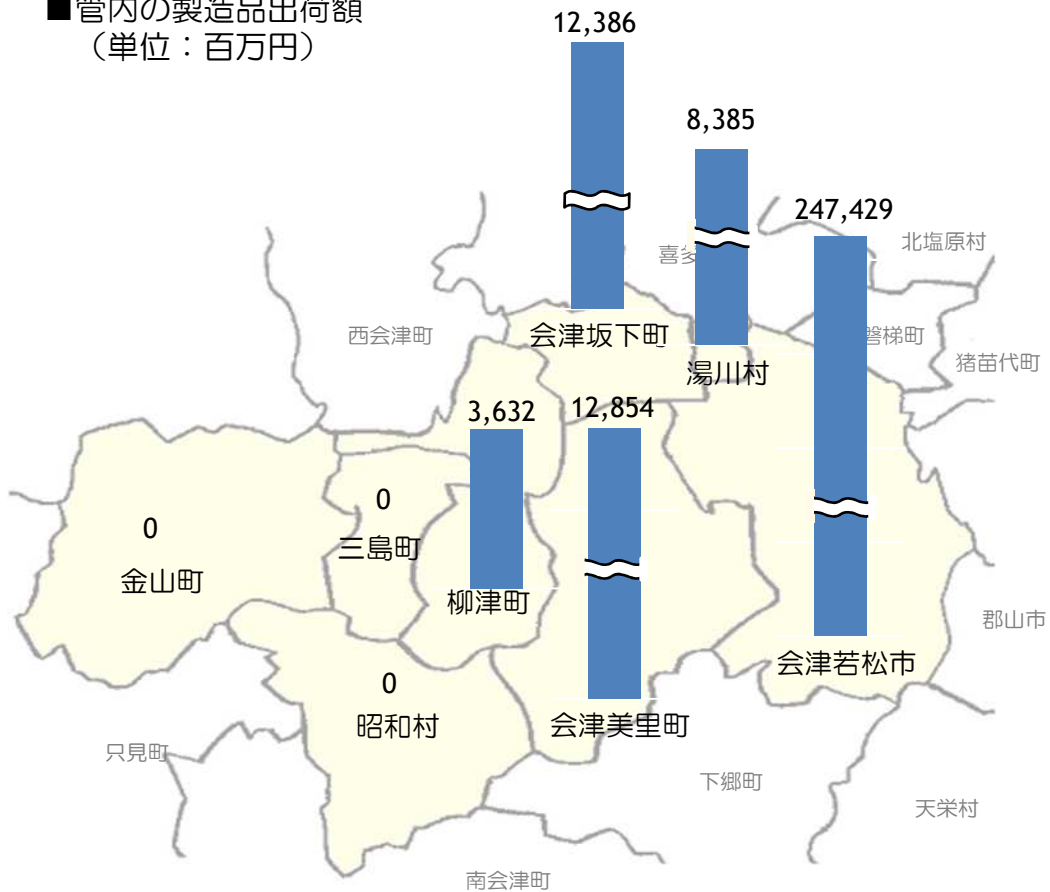 ■管内の製造品出荷額
（単位：百万円）
12,386
8,385
247,429
北塩原村
喜多
西会津町
会津坂下町
磐梯町
猪苗代町
湯川村
3,632
12,854
0
三島町
0
金山町
柳津町
郡山市
会津若松市
0
昭和村
会津美里町
只見町
下郷町
天栄村
南会津町